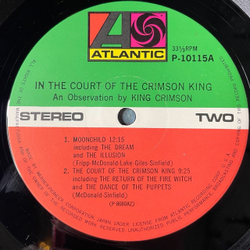 ATLANTIC
33⅓RPM
P-10115A
IN THE COURT OF THE CRIMSON KING
An Observation by KING CRIMSON
STEREO
TWO
1. MOONCHILD 12:15
including THE DREAM
and THE ILLUSION
(Fripp-McDonald-Lake-Giles-Sinfield)
2. THE COURT OF THE CRIMSON KING 9:25
including THE RETURN OF THE FIRE WITCH
and THE DANCE OF THE PUPPETS
(McDonald-Sinfield)